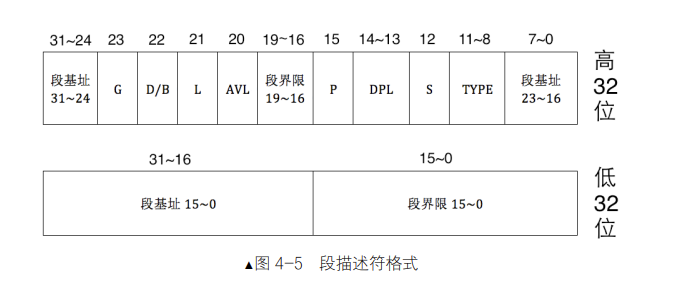 31~24 23 22 21 20 19~16 15 14~13 12 11~8 7~0
段基址 31~24 G D/B L AVL 段界限 19~16 P DPL S TYPE 段基址 23~16
高 32 位
31~16 15~0
段基址 15~0 段界限 15~0
低 32 位
▲图 4-5 段描述符格式